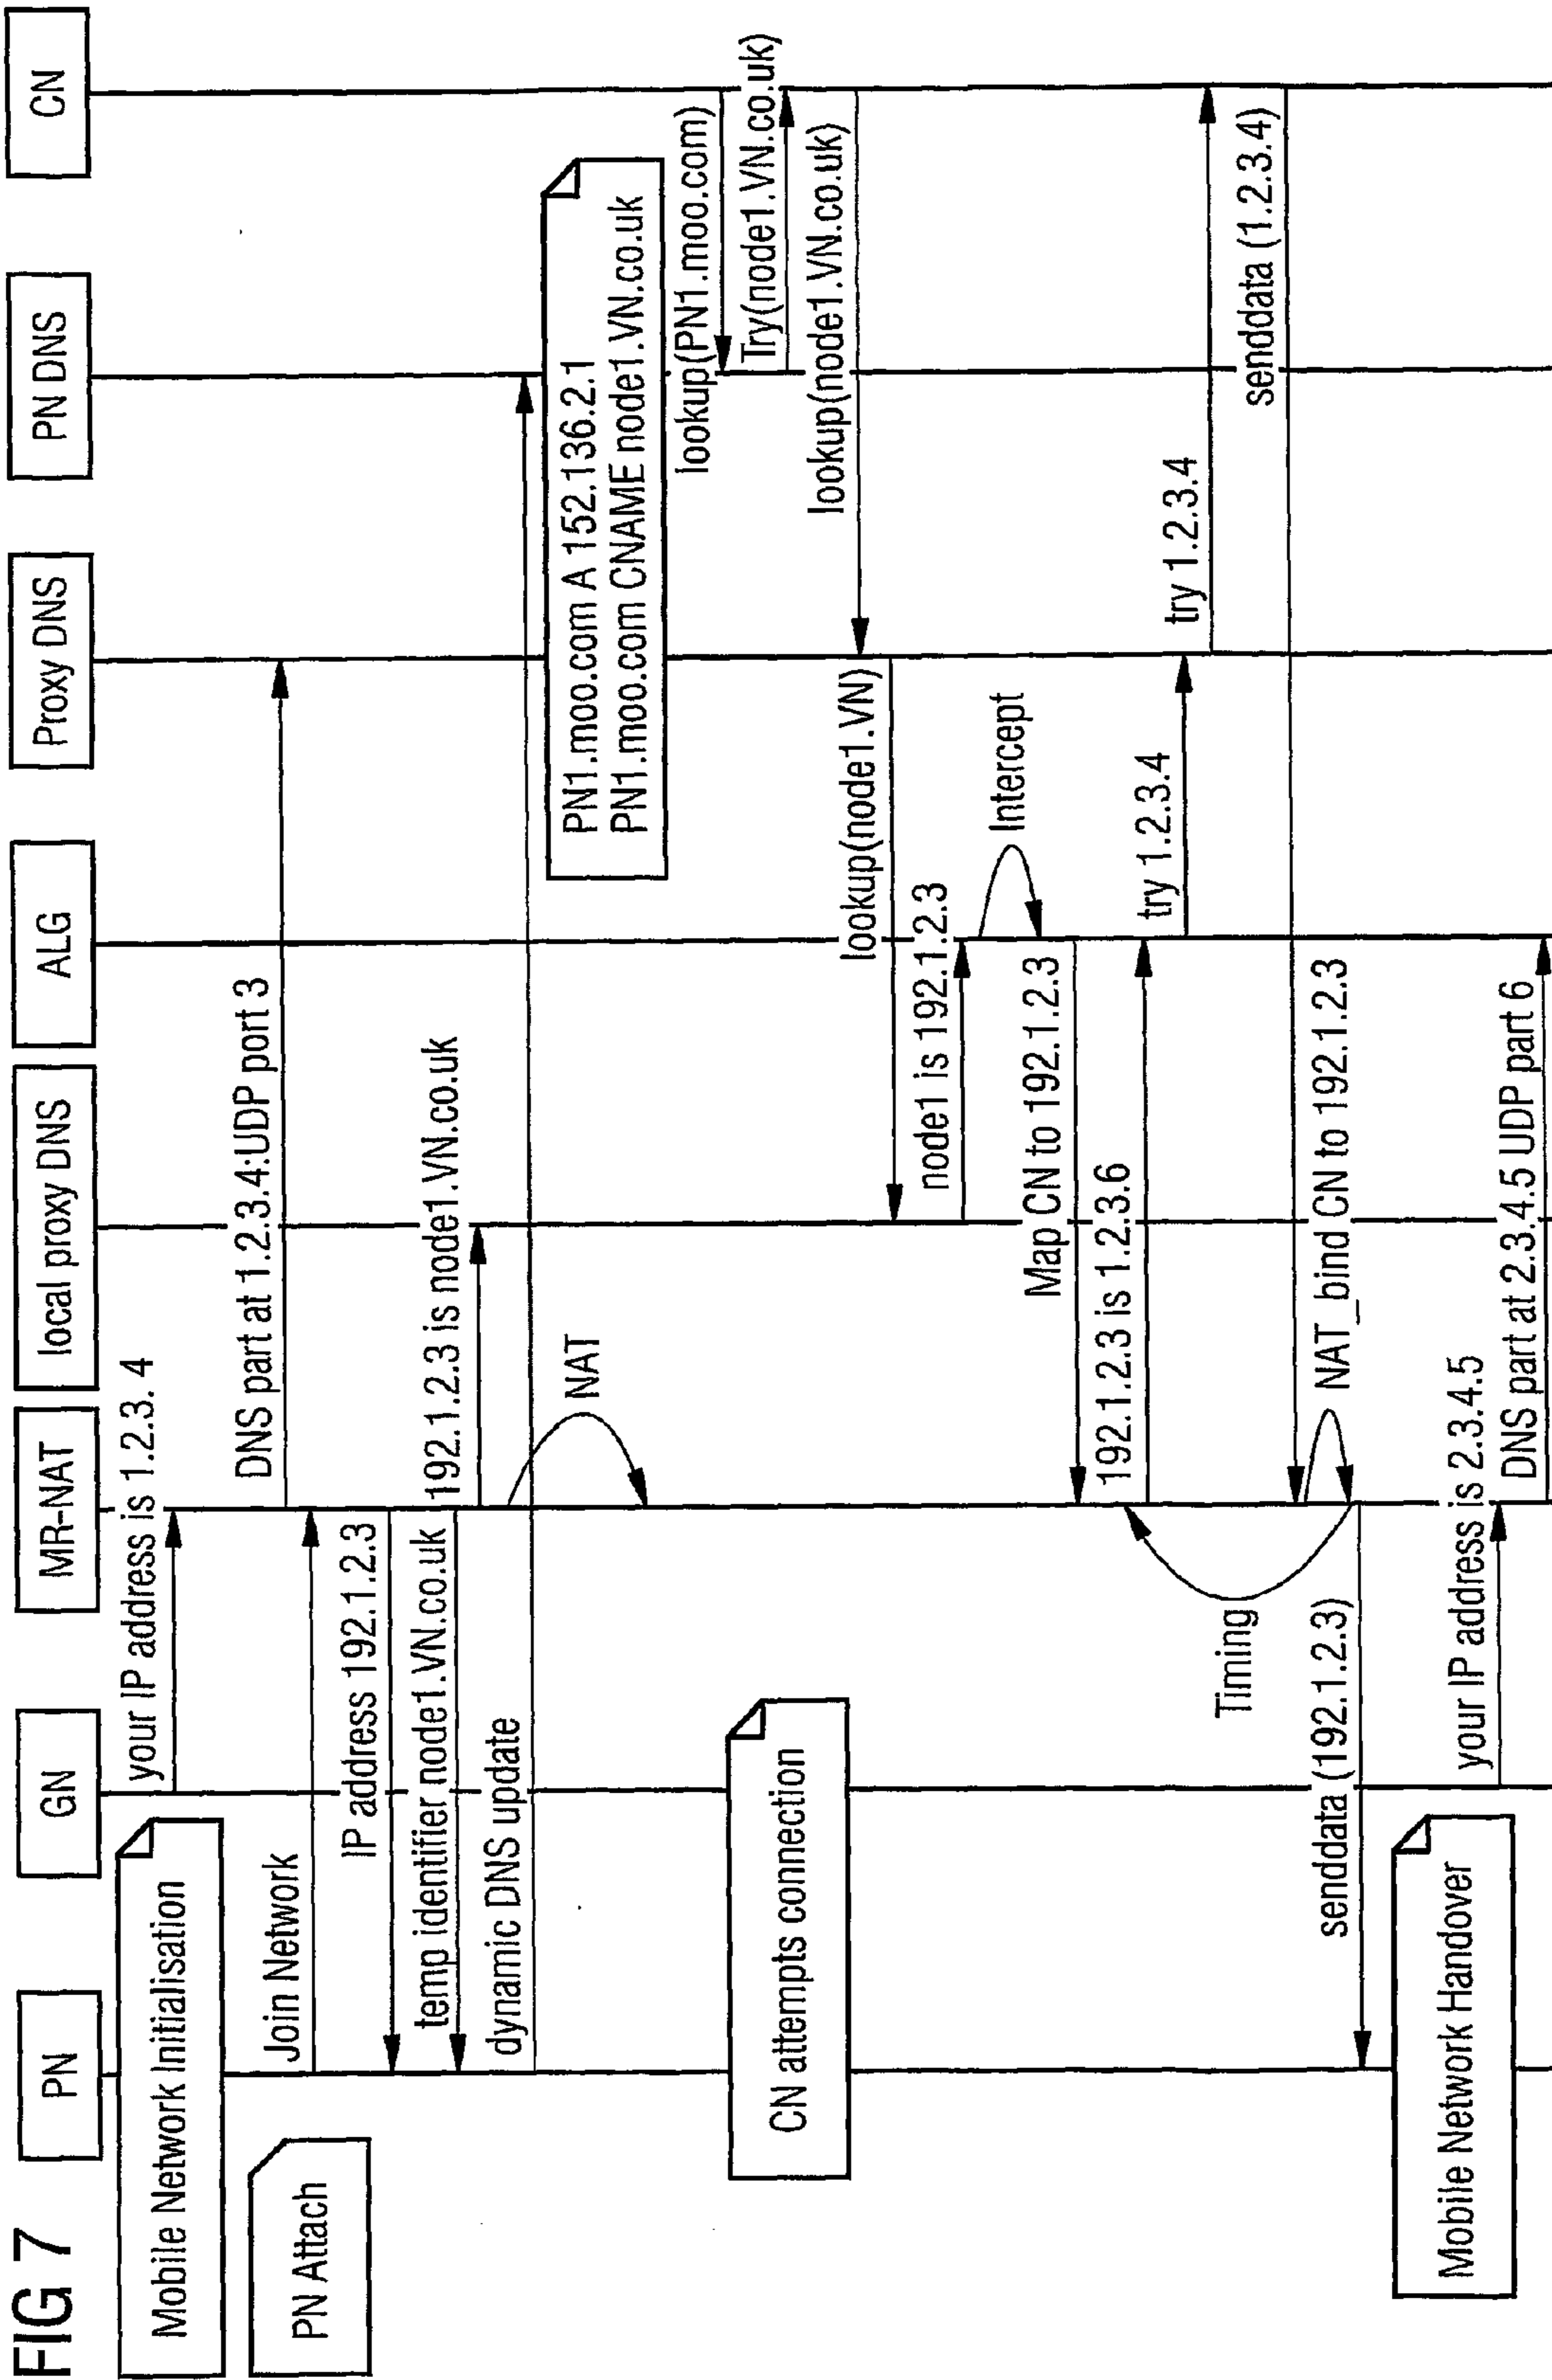 FIG 7
PN
GN
MR-NAT
local proxy DNS
ALG
Proxy DNS
PN DNS
CN
Mobile Network Initialisation
your IP address is 1.2.3. 4
PN Attach
DNS part at 1.2.3.4:UDP port 3
Join Network
IP address 192.1.2.3
temp identifier node1.VN.co.uk
192.1.2.3 is node1.VN.co.uk
dynamic DNS update
NAT
PN1.moo.com A 152.136.2.1
PN1.moo.com CNAME node1.VN.co.uk
CN attempts connection
lookup(PN1.moo.com)
Try(node1.VN.co.uk)
lookup(node1.VN.co.uk)
lookup(node1.VN)
node1 is 192.1.2.3
Intercept
Map CN to 192.1.2.3
192.1.2.3 is 1.2.3.6
try 1.2.3.4
try 1.2.3.4
senddata (1.2.3.4)
Timing
NAT_bind CN to 192.1.2.3
senddata (192.1.2.3)
Mobile Network Handover
your IP address is 2.3.4.5
DNS part at 2.3.4.5 UDP part 6